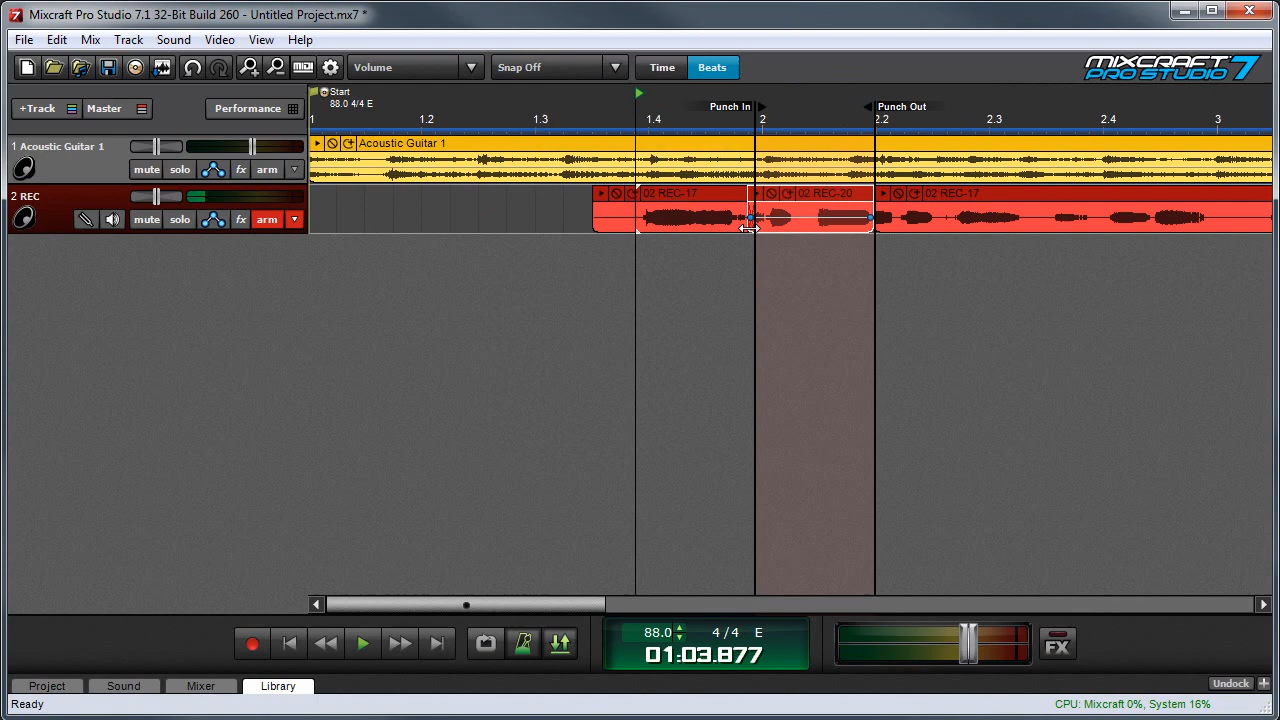 Mixcraft Pro Studio 7.1 32-Bit Build 260 - Untitled Project.mx7 *
File Edit Mix Track Sound Video View Help
Volume Snap Off Time Beats
MIXCRAFT PRO STUDIO 7
+Track Master Performance
Start
88.0 4/4 E
Punch In Punch Out
1 1.2 1.3 1.4 2 2.2 2.3 2.4 3
1 Acoustic Guitar 1
mute solo fx arm
Acoustic Guitar 1
2 REC
mute solo fx arm
02 REC-17 02 REC-20 02 REC-17
88.0 4/4 E
01:03.877
FX
Project Sound Mixer Library Undock +
Ready CPU: Mixcraft 0%, System 16%